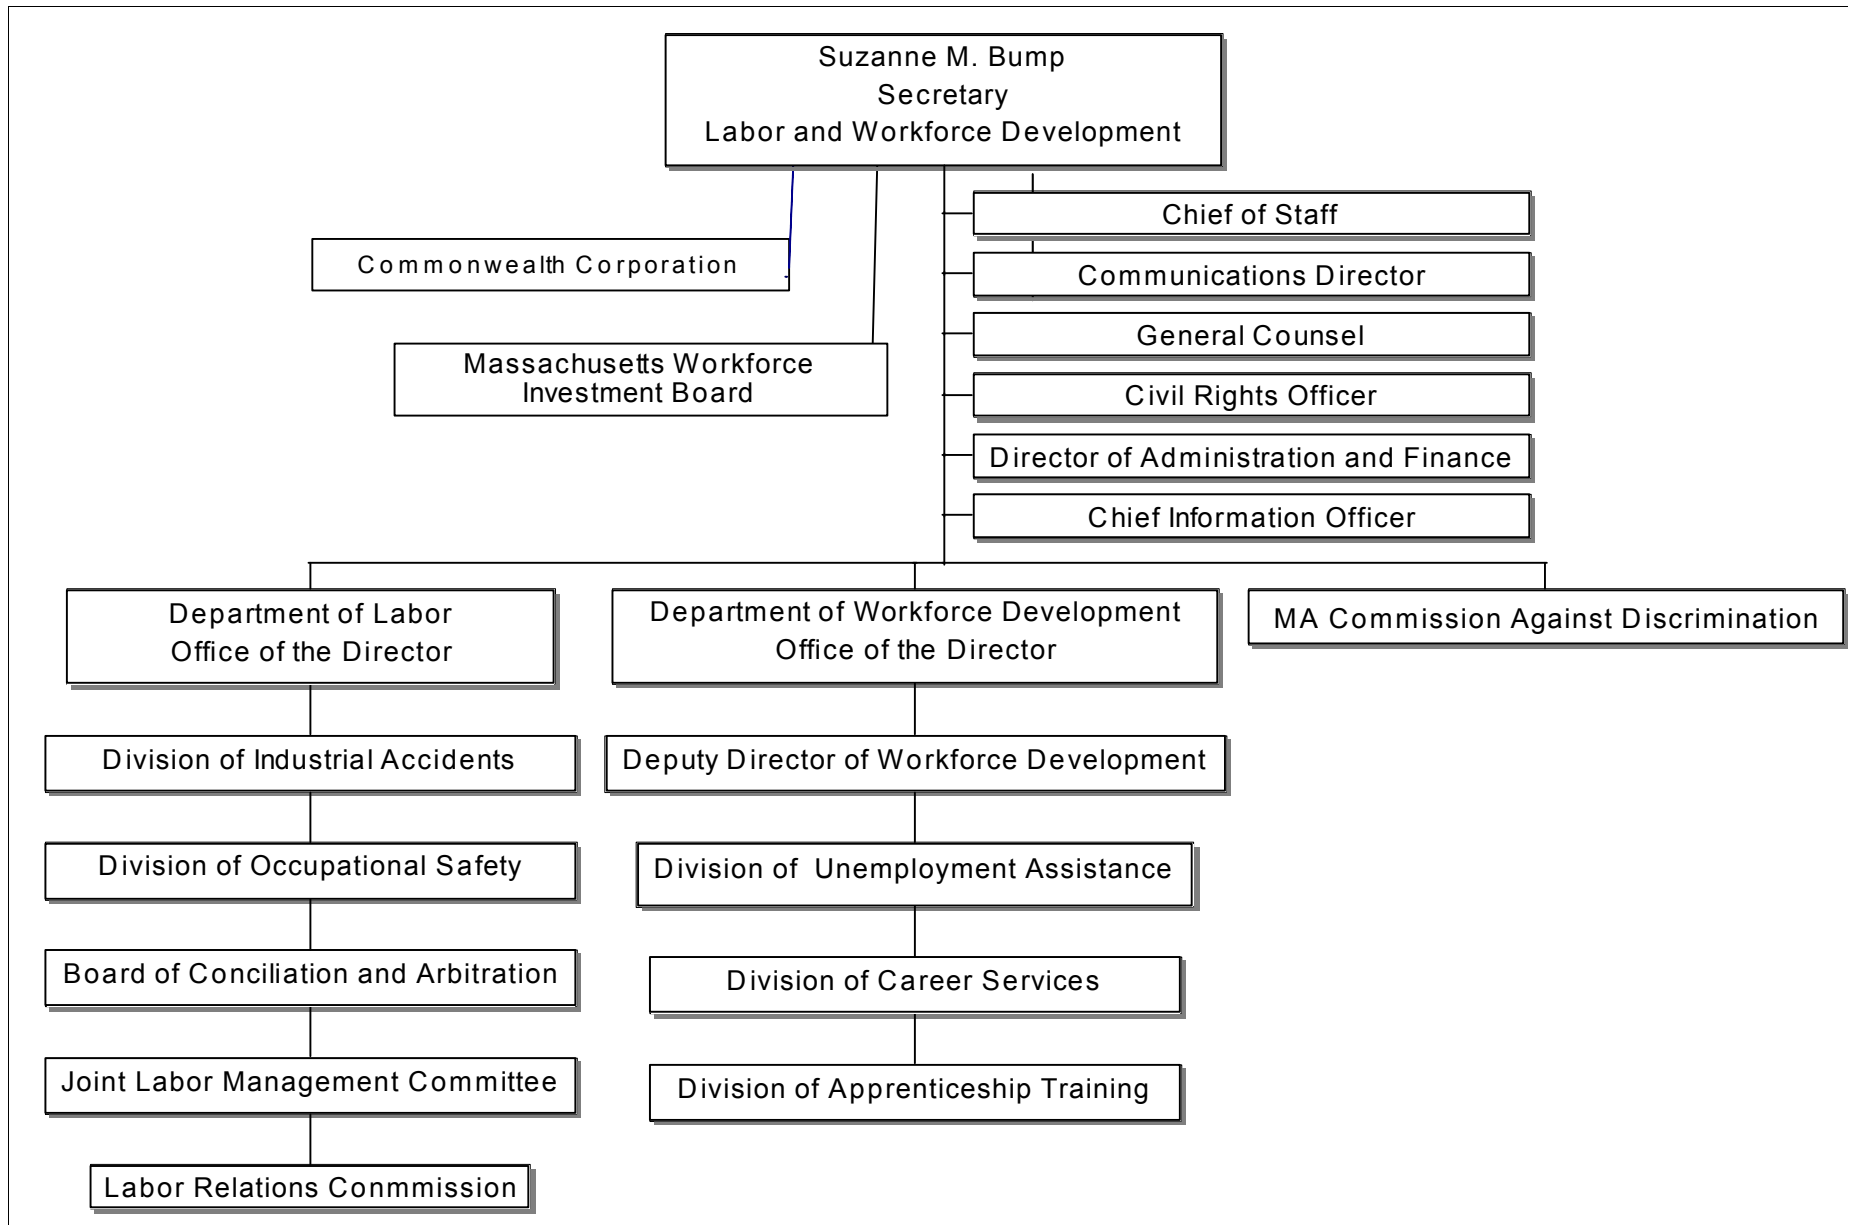 Suzanne M. Bump
Secretary
Labor and Workforce Development
Chief of Staff
Commonwealth Corporation
Communications Director
General Counsel
Massachusetts Workforce
Investment Board
Civil Rights Officer
Director of Administration and Finance
Chief Information Officer
Department of Labor
Office of the Director
Department of Workforce Development
Office of the Director
MA Commission Against Discrimination
Division of Industrial Accidents
Deputy Director of Workforce Development
Division of Occupational Safety
Division of Unemployment Assistance
Board of Conciliation and Arbitration
Division of Career Services
Joint Labor Management Committee
Division of Apprenticeship Training
Labor Relations Conmmission